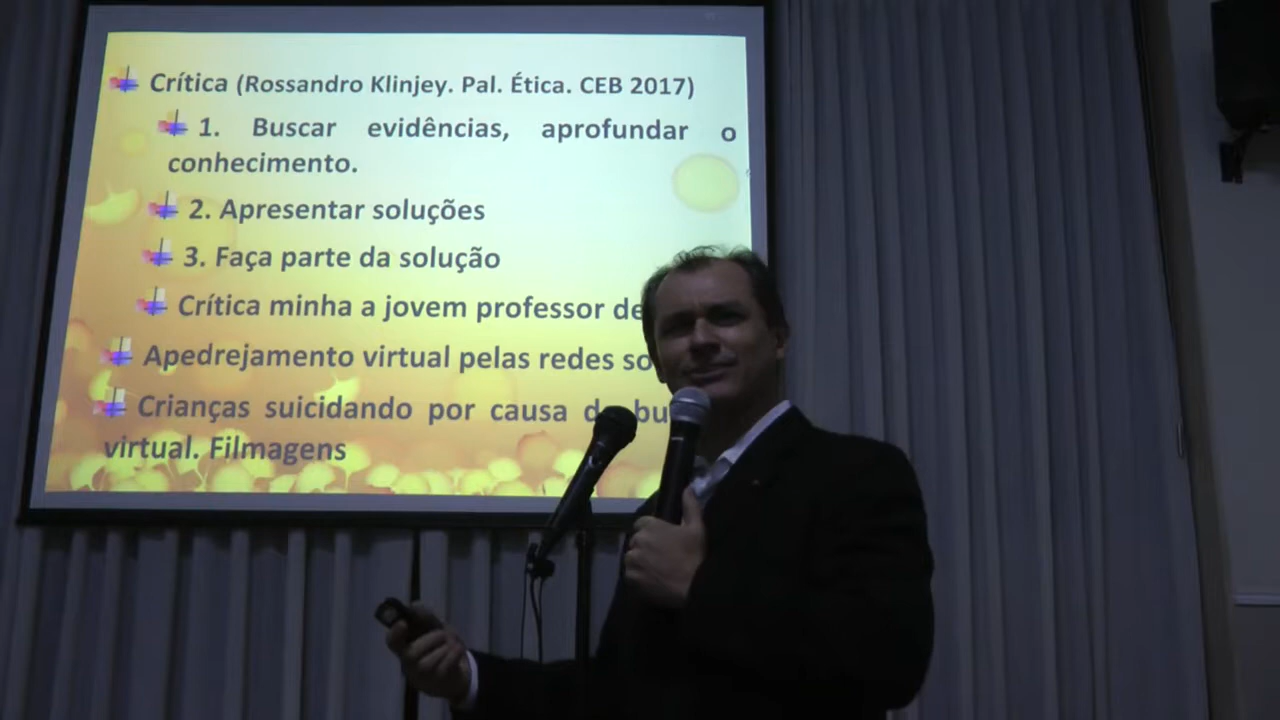 Crítica (Rossandro Klinjey. Pal. Ética. CEB 2017)
1. Buscar evidências, aprofundar o
conhecimento.
2. Apresentar soluções
3. Faça parte da solução
Crítica minha a jovem professor de
Apedrejamento virtual pelas redes
Crianças suicidando por causa
virtual. Filmagens